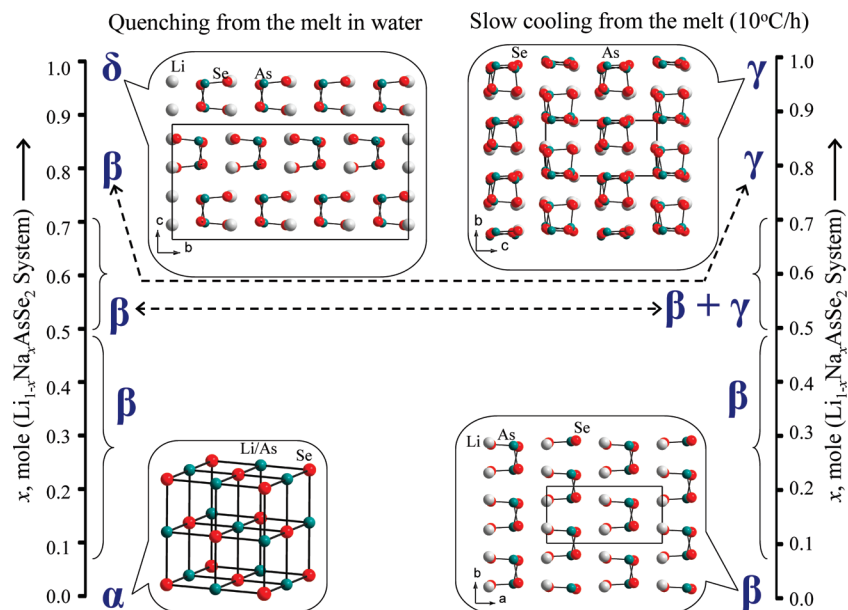 Quenching from the melt in water
Slow cooling from the melt (10°C/h)
x, mole (Li₁₋ₓNaₓAsSe₂ System)
1.0
0.9
0.8
0.7
0.6
0.5
0.4
0.3
0.2
0.1
0.0
δ
β
β
β
α
Li
Se
As
c
b
Se
As
b
c
γ
γ
β + γ
β
β
Li/As
Se
Li
As
Se
b
a
1.0
0.9
0.8
0.7
0.6
0.5
0.4
0.3
0.2
0.1
0.0
x, mole (Li₁₋ₓNaₓAsSe₂ System)